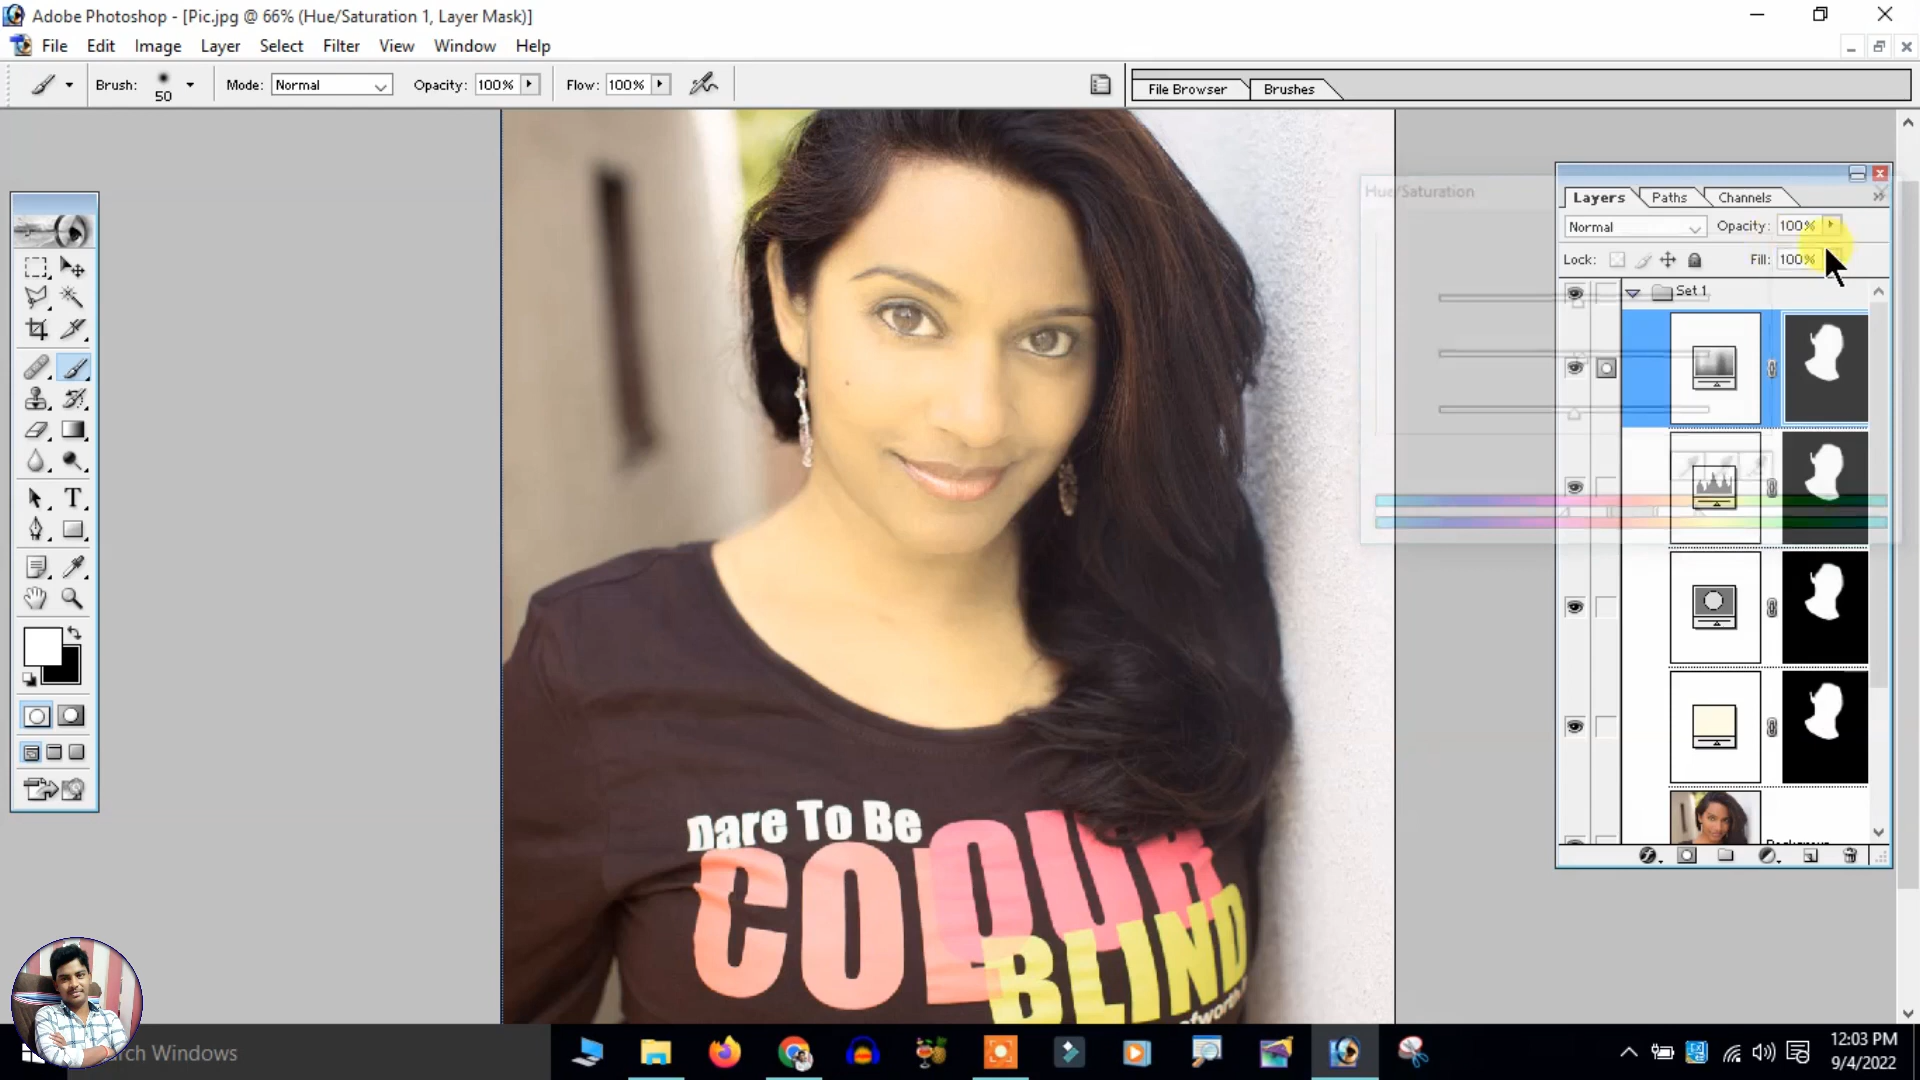 Adobe Photoshop - [Pic.jpg @ 66% (Hue/Saturation 1, Layer Mask)]
File Edit Image Layer Select Filter View Window Help
Brush: 50 Mode: Normal Opacity: 100% Flow: 100% File Browser Brushes
Hue/Saturation
Layers Paths Channels
Normal Opacity: 100%
Lock: Fill: 100%
Set 1
T
Dare To Be
COLOUR
BLIND
Search Windows
12:03 PM
9/4/2022